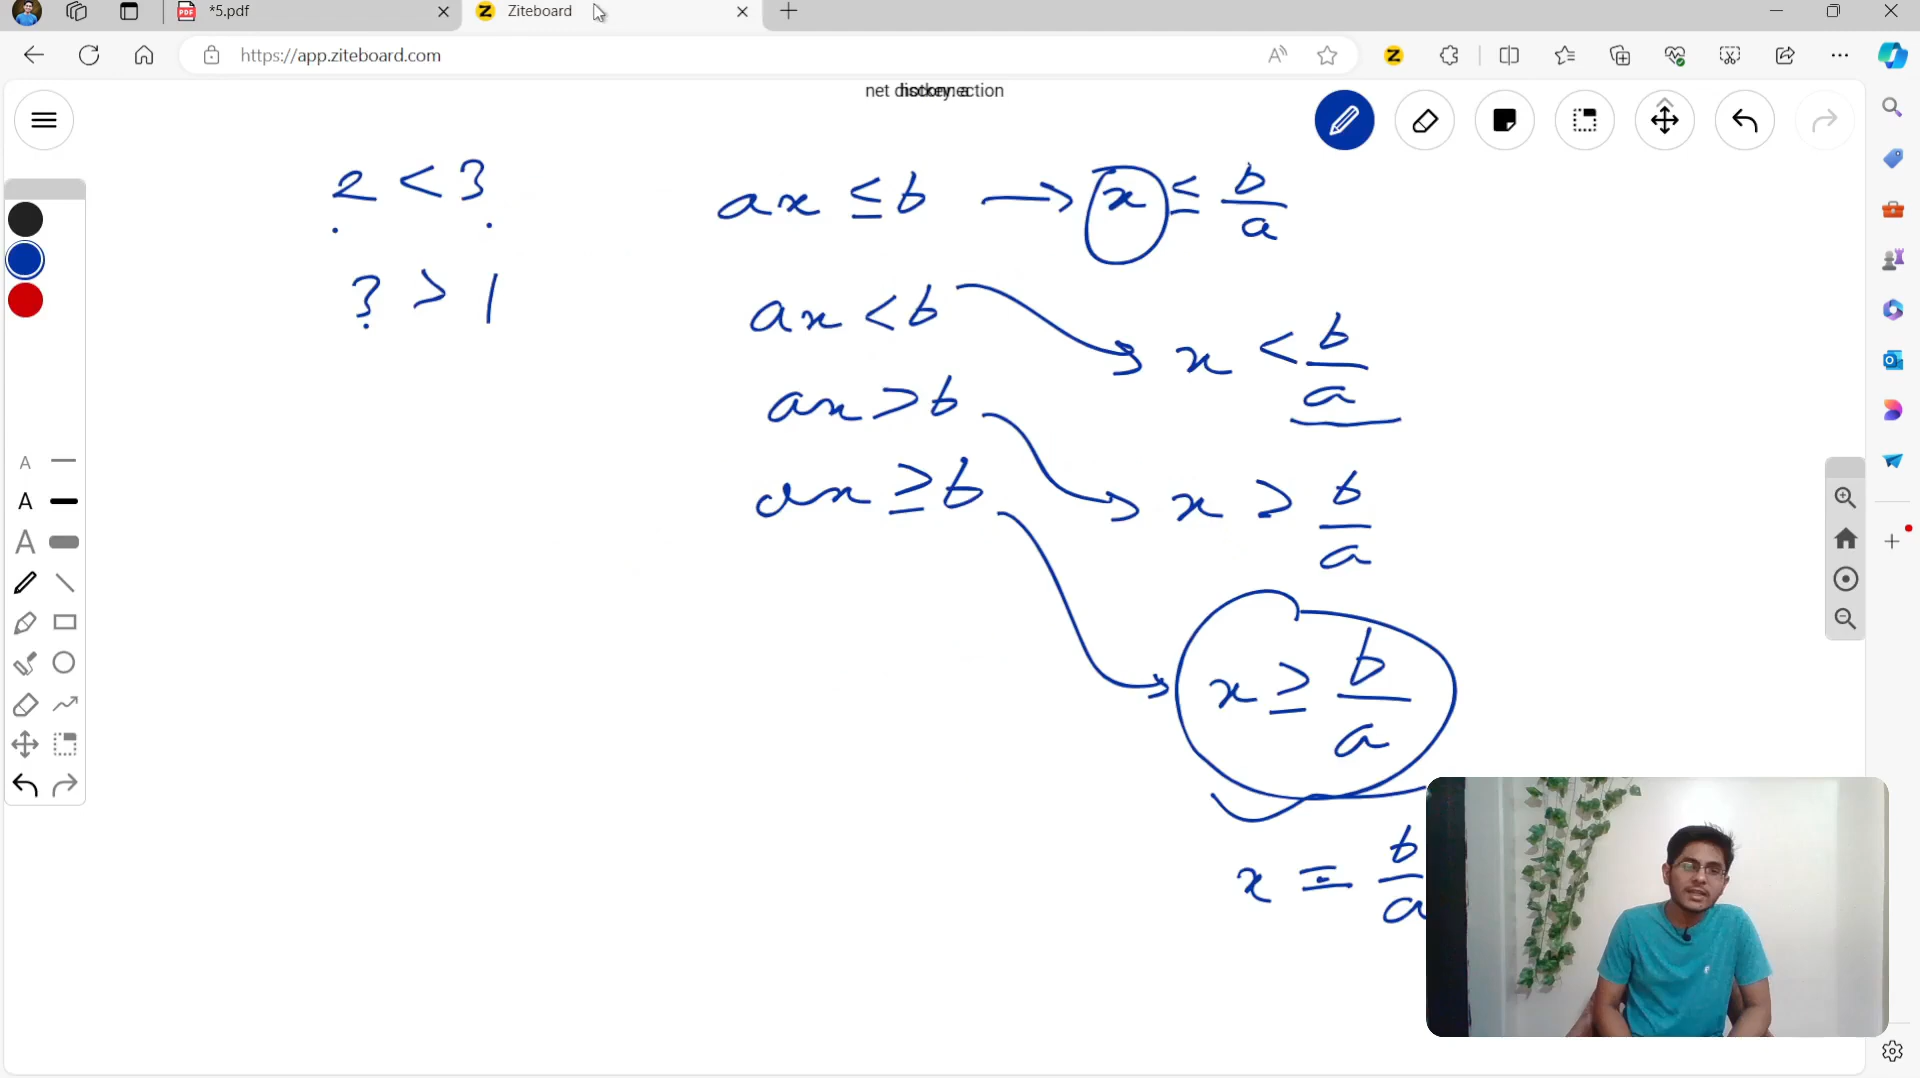 *5.pdf
Ziteboard
https://app.ziteboard.com
2 < 3
? > 1
ax ≤ b → x ≤ b/a
ax < b
x < b/a
ax > b
ax ≥ b
x > b/a
x ≥ b/a
x = b/a
A
A
A